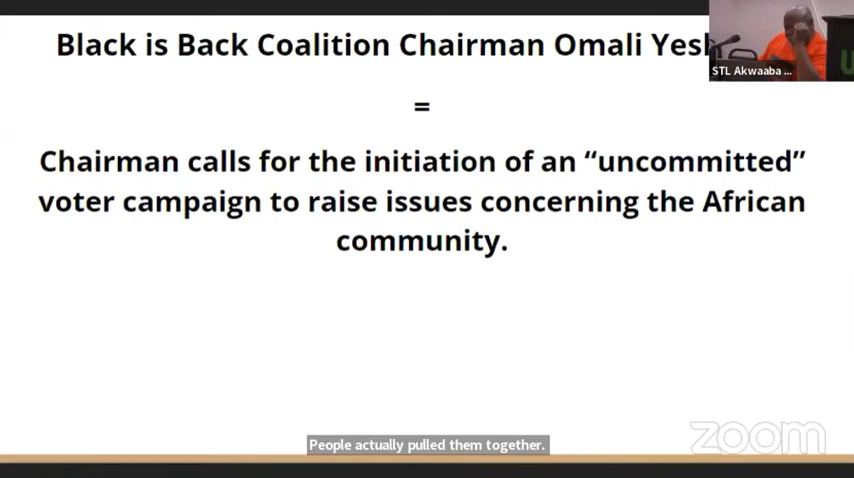 Black is Back Coalition Chairman Omali
=
Chairman calls for the initiation of an “uncommitted”
voter campaign to raise issues concerning the African
community.
STL Akwaaba ...
People actually pulled them together.
zoom